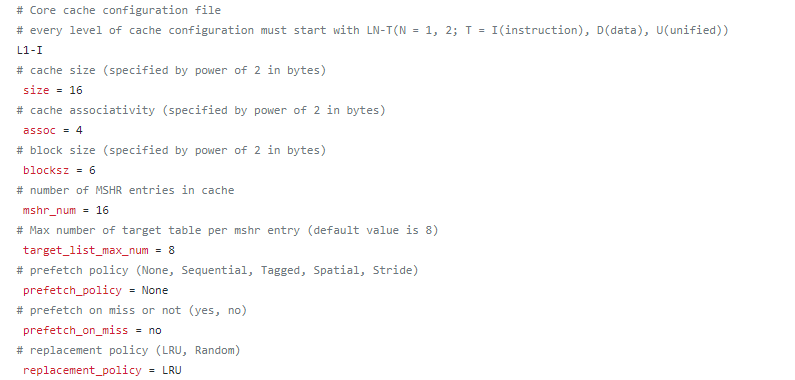 # Core cache configuration file
# every level of cache configuration must start with LN-T(N = 1, 2; T = I(instruction), D(data), U(unified))
L1-I
# cache size (specified by power of 2 in bytes)
size = 16
# cache associativity (specified by power of 2 in bytes)
assoc = 4
# block size (specified by power of 2 in bytes)
blocksz = 6
# number of MSHR entries in cache
mshr_num = 16
# Max number of target table per mshr entry (default value is 8)
target_list_max_num = 8
# prefetch policy (None, Sequential, Tagged, Spatial, Stride)
prefetch_policy = None
# prefetch on miss or not (yes, no)
prefetch_on_miss = no
# replacement policy (LRU, Random)
replacement_policy = LRU